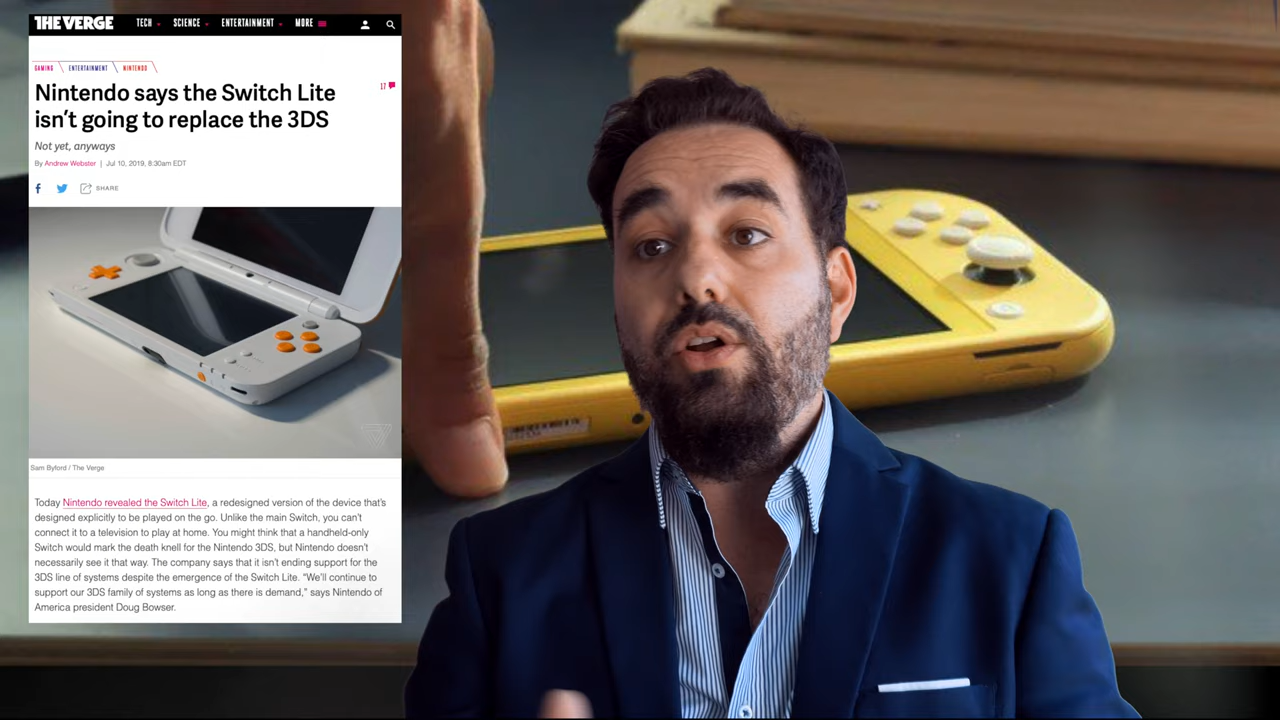 THE VERGE
TECH SCIENCE ENTERTAINMENT MORE
GAMING ENTERTAINMENT NINTENDO
Nintendo says the Switch Lite
isn't going to replace the 3DS
17
Not yet, anyways
By Andrew Webster | Jul 10, 2019, 8:30am EDT
f SHARE
Sam Byford / The Verge
Today Nintendo revealed the Switch Lite, a redesigned version of the device that's
designed explicitly to be played on the go. Unlike the main Switch, you can't
connect it to a television to play at home. You might think that a handheld-only
Switch would mark the death knell for the Nintendo 3DS, but Nintendo doesn't
necessarily see it that way. The company says that it isn't ending support for the
3DS line of systems despite the emergence of the Switch Lite. "We'll continue to
support our 3DS family of systems as long as there is demand," says Nintendo of
America president Doug Bowser.